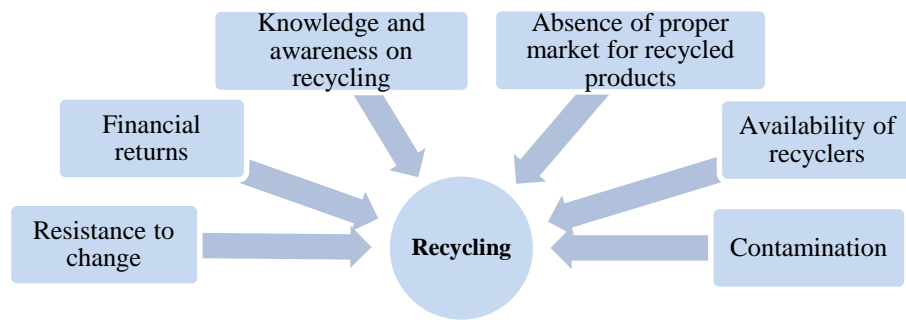 Knowledge and
awareness on
recycling
Absence of proper
market for recycled
products
Financial
returns
Availability of
recyclers
Resistance to
change
Recycling
Contamination